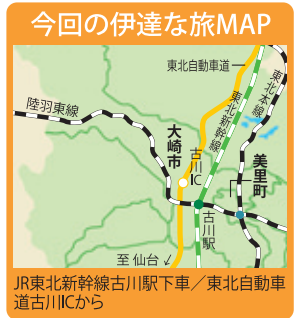 今回の伊達な旅MAP
東北自動車道
東北本線
東北新幹線
陸羽東線
大崎市
古川IC
美里町
古川駅
至 仙台
JR東北新幹線古川駅下車／東北自動車
道古川ICから